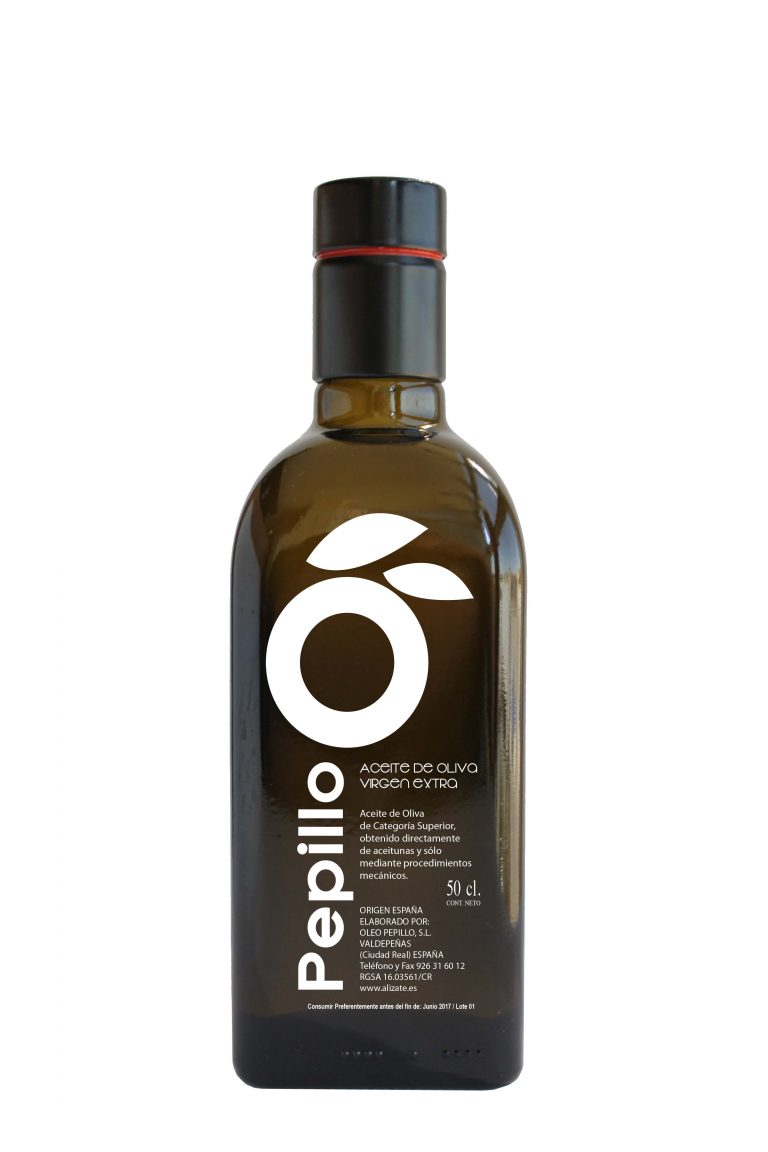 Pepillo
ACEITE DE OLIVA
VIRGEN EXTRA
Aceite de Oliva
de Categoría Superior,
obtenido directamente
de aceitunas y sólo
mediante procedimientos
mecánicos.
50 cl.
CONT. NETO
ORIGEN ESPAÑA
ELABORADO POR:
OLEO PEPILLO, S.L.
VALDEPEÑAS
(Ciudad Real) ESPAÑA
Teléfono y Fax 926 31 60 12
RGSA 16.03561/CR
www.alizate.es
Consumir Preferentemente antes del fin de: Junio 2017 / Lote 01